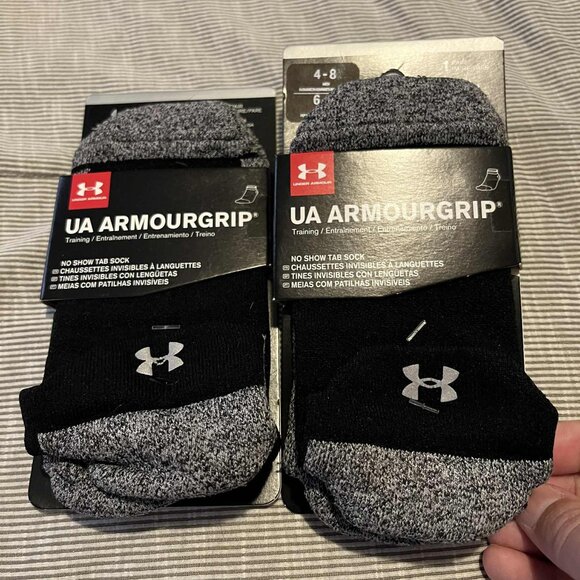 UNDER ARMOUR
UA ARMOURGRIP®
Training / Entraînement / Entrenamiento / Treino
NO SHOW TAB SOCK
CHAUSSETTES INVISIBLES À LANGUETTES
TINES INVISIBLES CON LENGÜETAS
MEIAS COM PATILHAS INVISÍVEIS
4-8
6
1
UNDER ARMOUR
UA ARMOURGRIP®
Training / Entraînement / Entrenamiento / Treino
NO SHOW TAB SOCK
CHAUSSETTES INVISIBLES À LANGUETTES
TINES INVISIBLES CON LENGÜETAS
MEIAS COM PATILHAS INVISÍVEIS